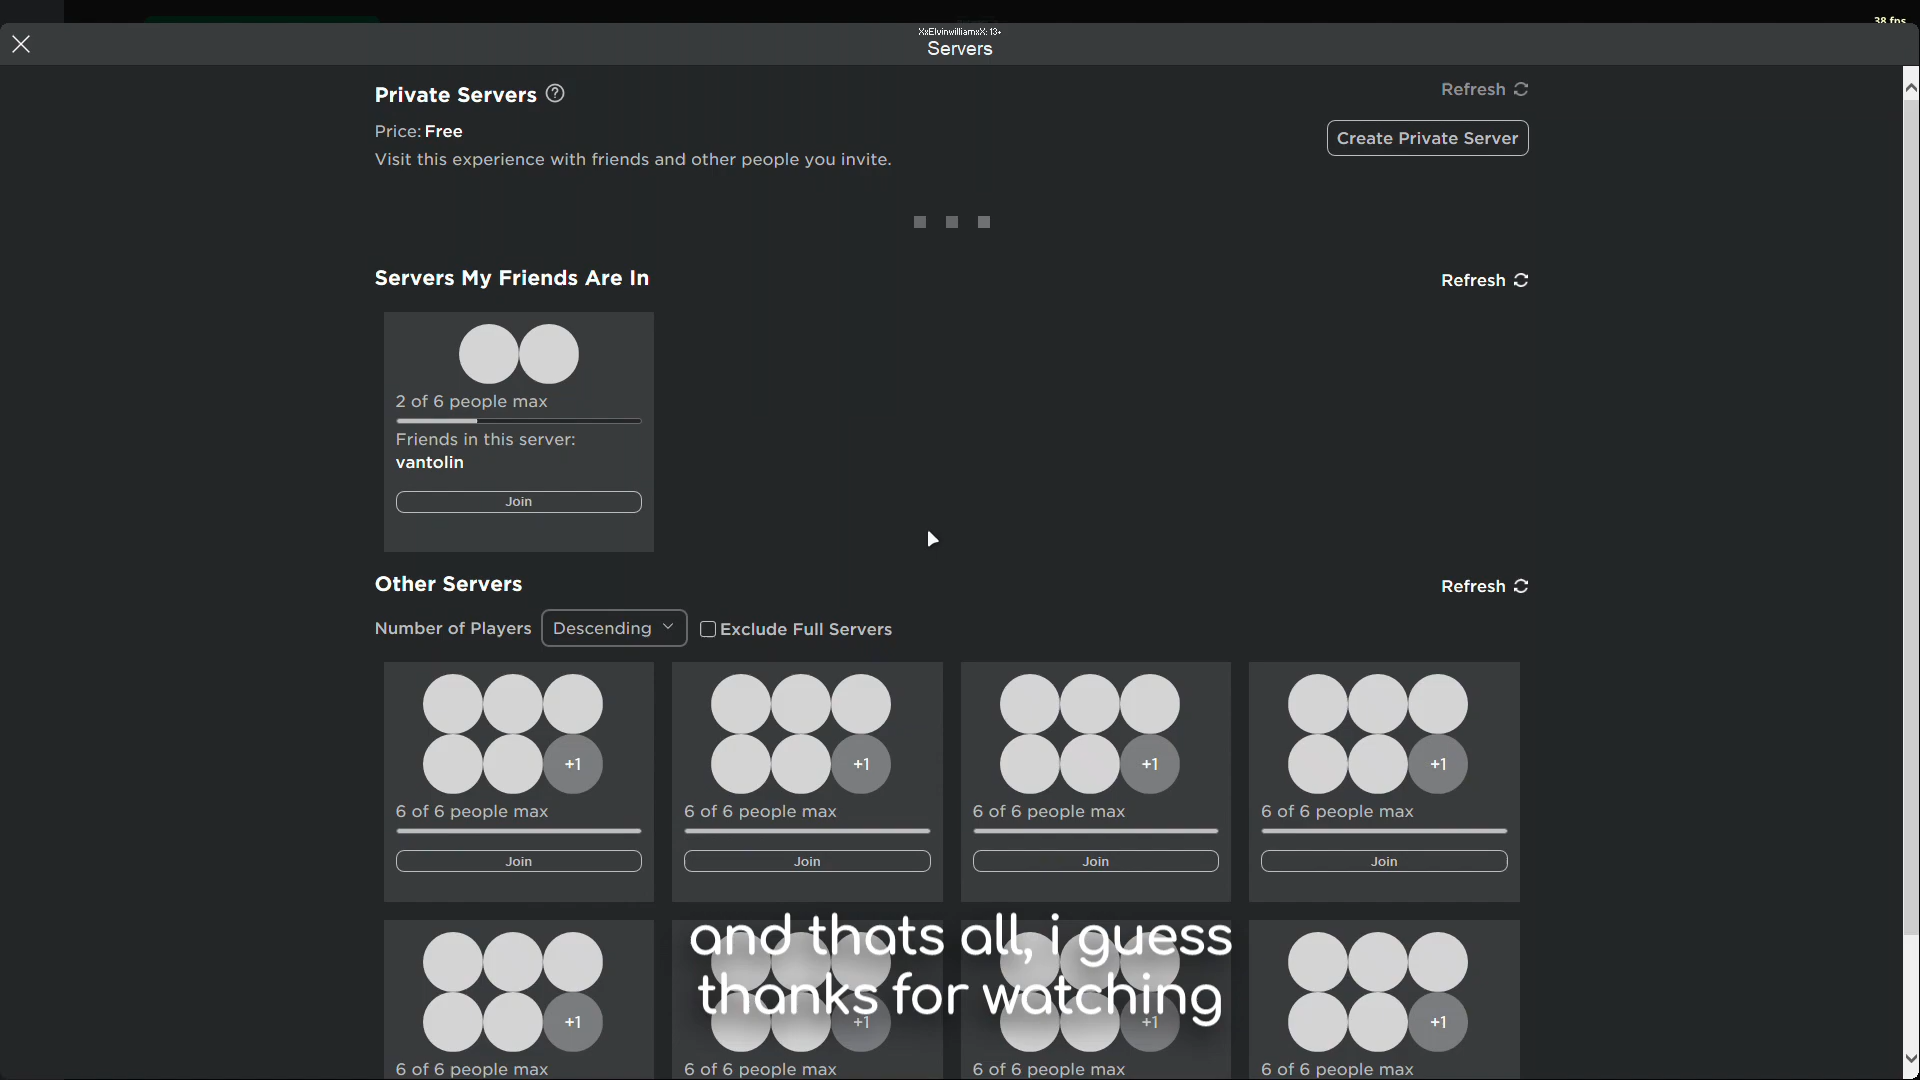 38 fps
XxElvinwilliamxX: 13+
Servers
Private Servers
Refresh
Price: Free
Create Private Server
Visit this experience with friends and other people you invite.
Servers My Friends Are In
Refresh
2 of 6 people max
Friends in this server:
vantolin
Join
Other Servers
Refresh
Number of Players Descending Exclude Full Servers
+1 +1 +1 +1
6 of 6 people max 6 of 6 people max 6 of 6 people max 6 of 6 people max
Join Join Join Join
and thats all, i guess
thanks for watching
+1 +1 +1 +1
6 of 6 people max 6 of 6 people max 6 of 6 people max 6 of 6 people max